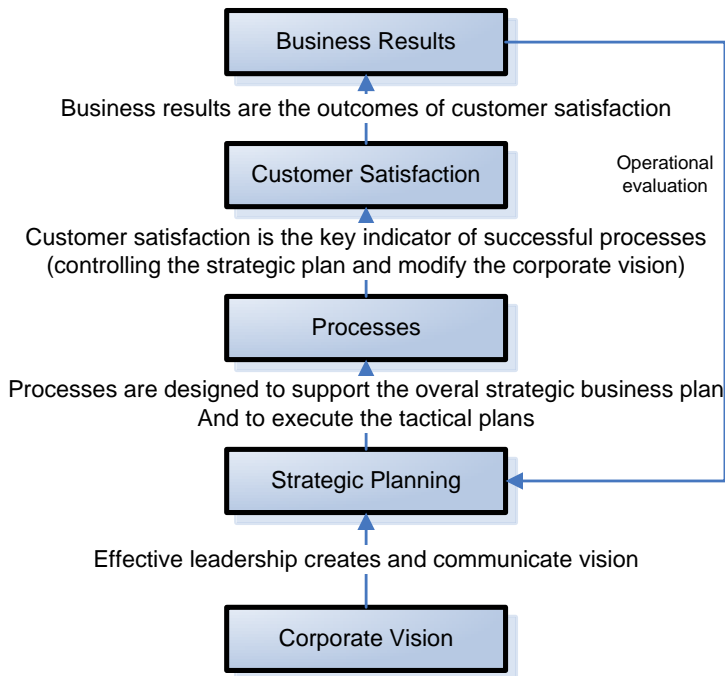 Business Results
Business results are the outcomes of customer satisfaction
Customer Satisfaction
Operational
evaluation
Customer satisfaction is the key indicator of successful processes
(controlling the strategic plan and modify the corporate vision)
Processes
Processes are designed to support the overal strategic business plan
And to execute the tactical plans
Strategic Planning
Effective leadership creates and communicate vision
Corporate Vision